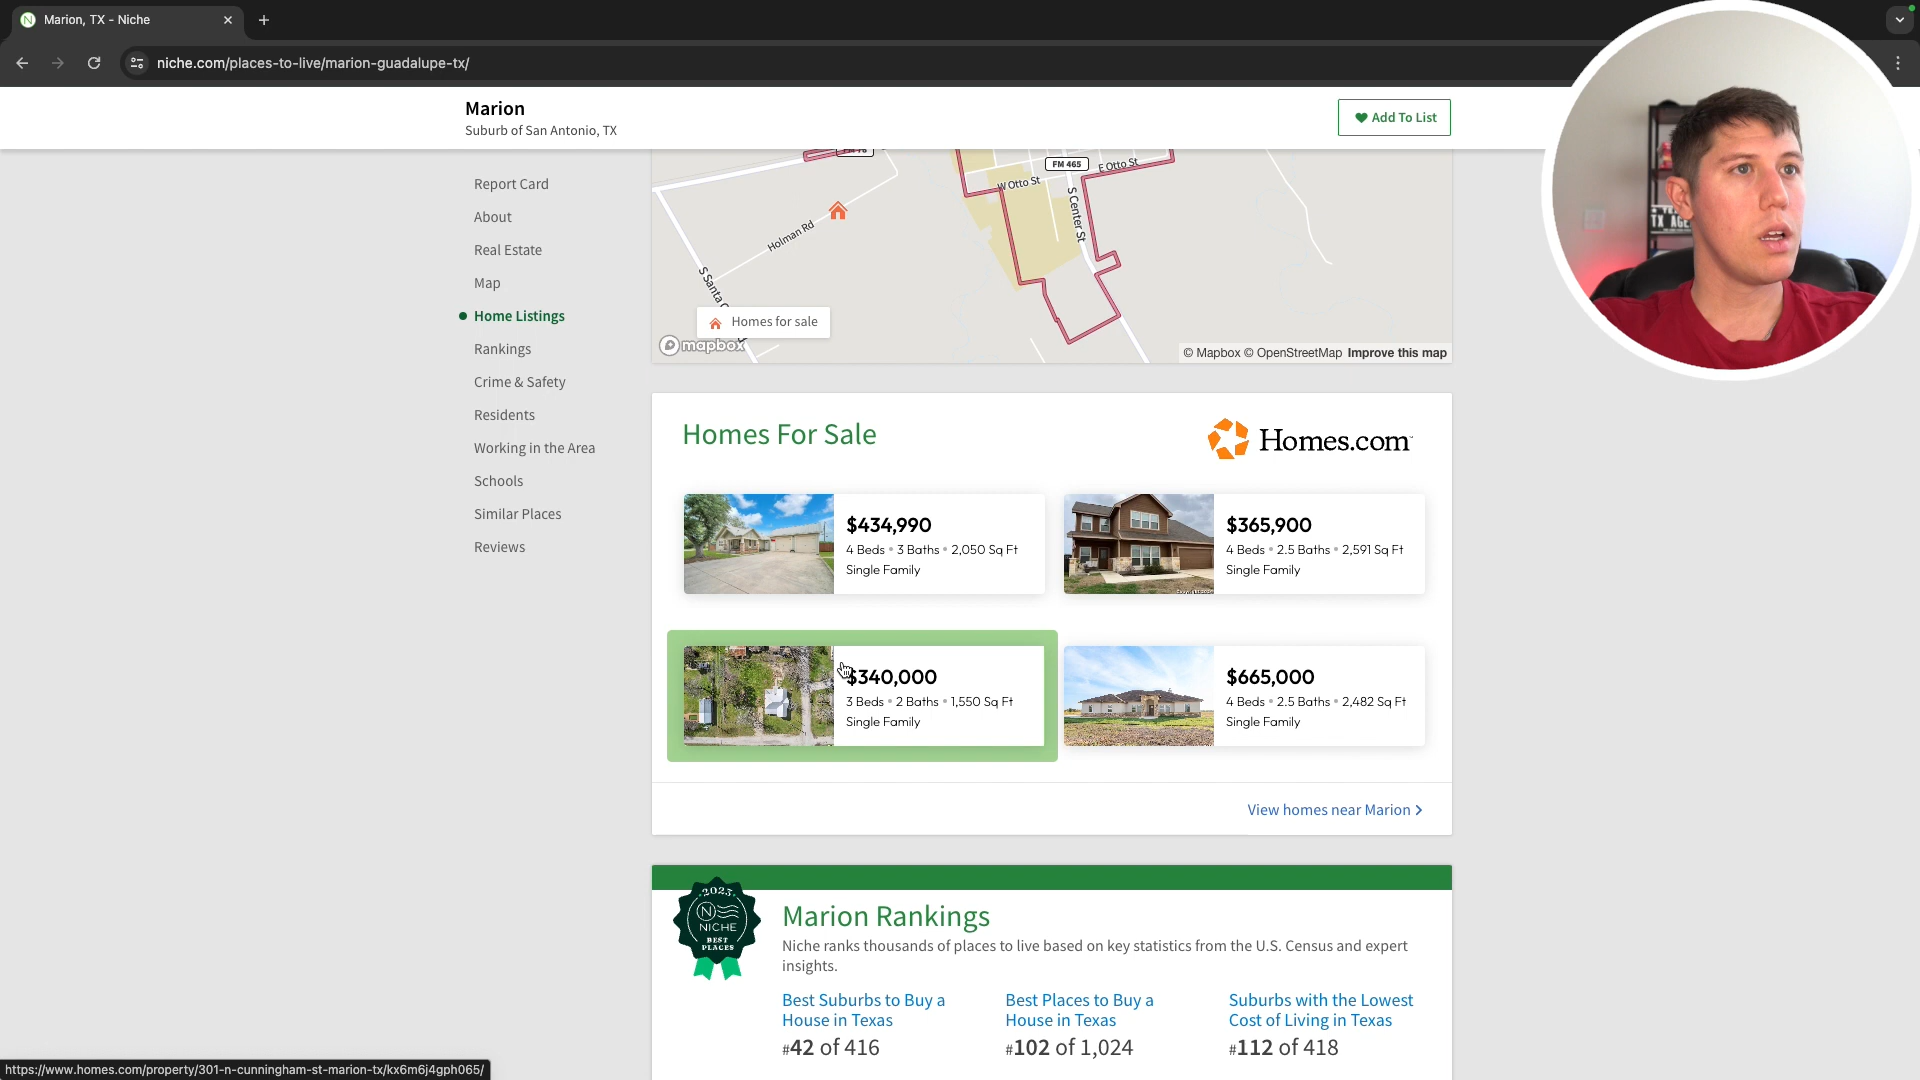 Marion, TX - Niche
niche.com/places-to-live/marion-guadalupe-tx/
Marion
Suburb of San Antonio, TX
Add To List
Report Card
About
Real Estate
Map
Home Listings
Rankings
Crime & Safety
Residents
Working in the Area
Schools
Similar Places
Reviews
FM 465
E Otto St
W Otto St
S Center St
Holman Rd
Homes for sale
mapbox
© Mapbox © OpenStreetMap Improve this map
Homes For Sale
Homes.com
$434,990
4 Beds • 3 Baths • 2,050 Sq Ft
Single Family
$365,900
4 Beds • 2.5 Baths • 2,591 Sq Ft
Single Family
$340,000
3 Beds • 2 Baths • 1,550 Sq Ft
Single Family
$665,000
4 Beds • 2.5 Baths • 2,482 Sq Ft
Single Family
View homes near Marion
2025
N
NICHE
BEST
PLACES
Marion Rankings
Niche ranks thousands of places to live based on key statistics from the U.S. Census and expert
insights.
Best Suburbs to Buy a
House in Texas
#42 of 416
Best Places to Buy a
House in Texas
#102 of 1,024
Suburbs with the Lowest
Cost of Living in Texas
#112 of 418
https://www.homes.com/property/301-n-cunningham-st-marion-tx/kx6m6j4gph065/